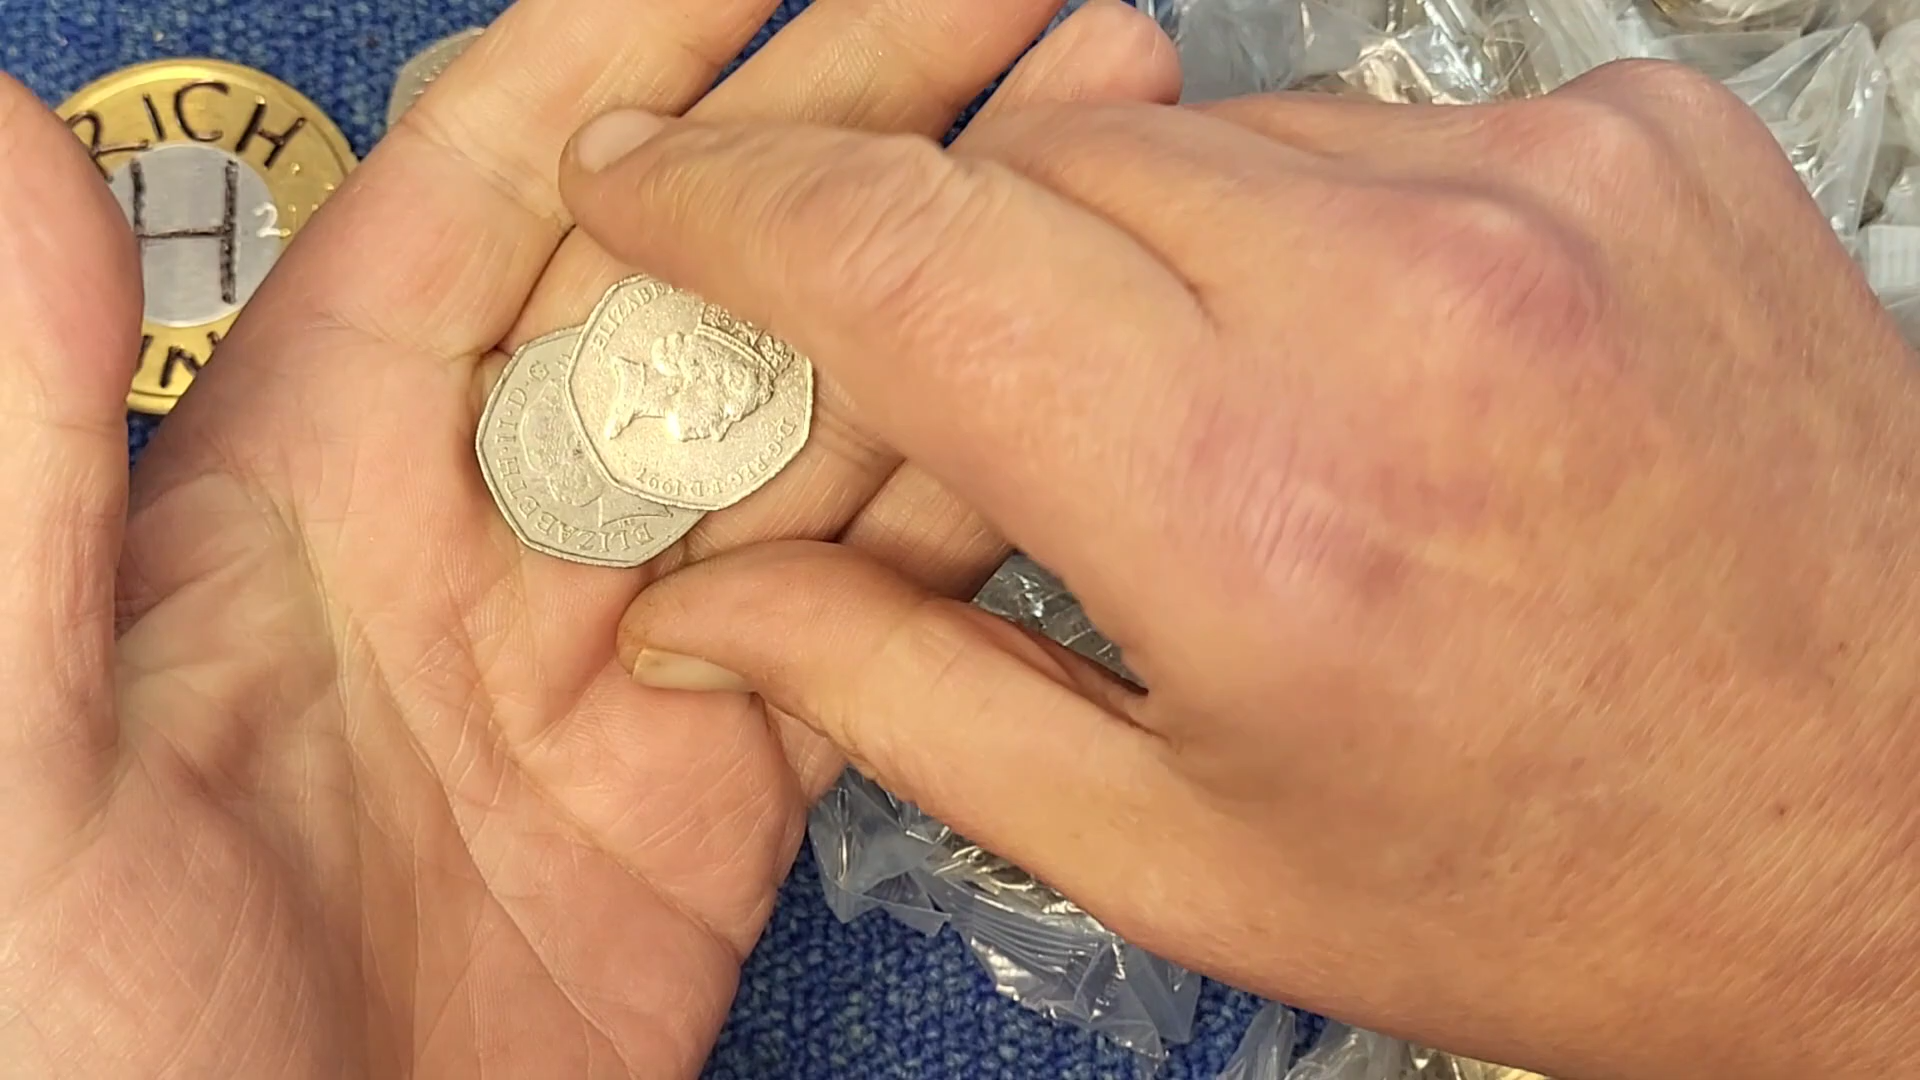 RICH
H
2
ELIZABETH·II·D·G
ELIZABE
D·G·REG·F·D·1997